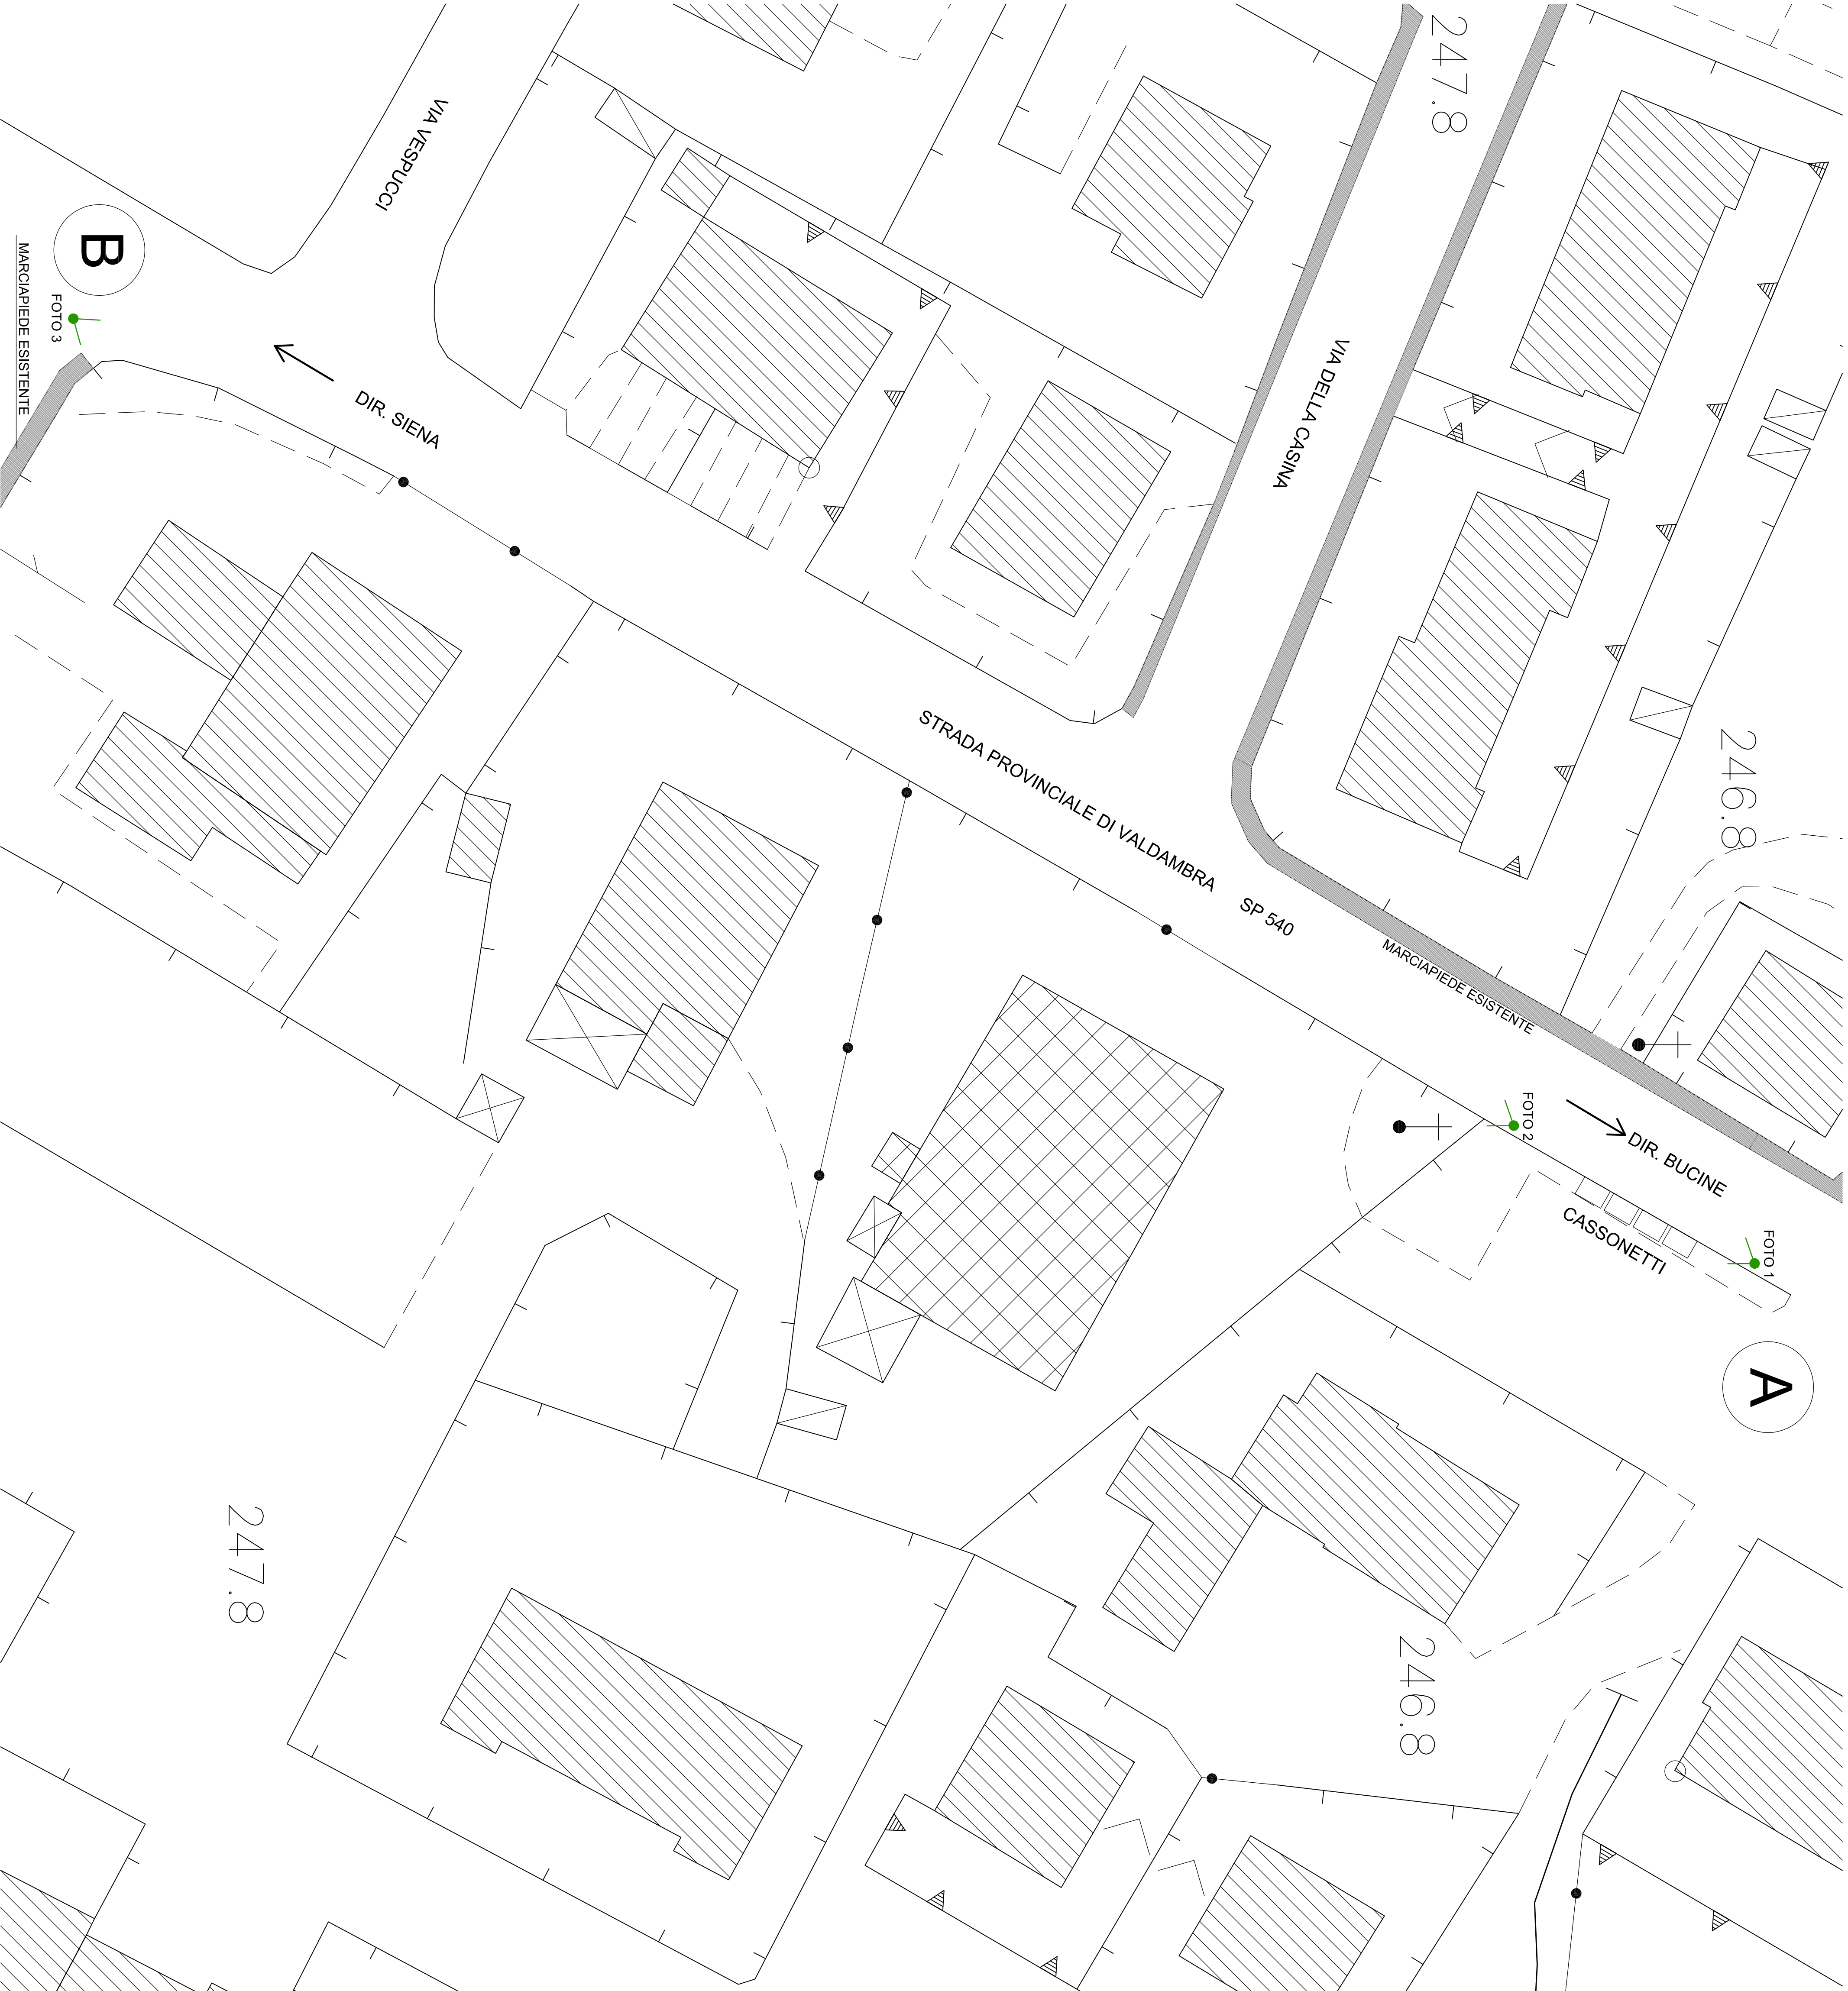 247.8
VIA VESPUCCI
B
FOTO 3
MARCIAPIEDE ESISTENTE
DIR. SIENA
VIA DELLA CASINA
246.8
STRADA PROVINCIALE DI VALDAMBRA SP 540
MARCIAPIEDE ESISTENTE
FOTO 2
DIR. BUCINE
CASSONETTI
FOTO 1
A
247.8
246.8